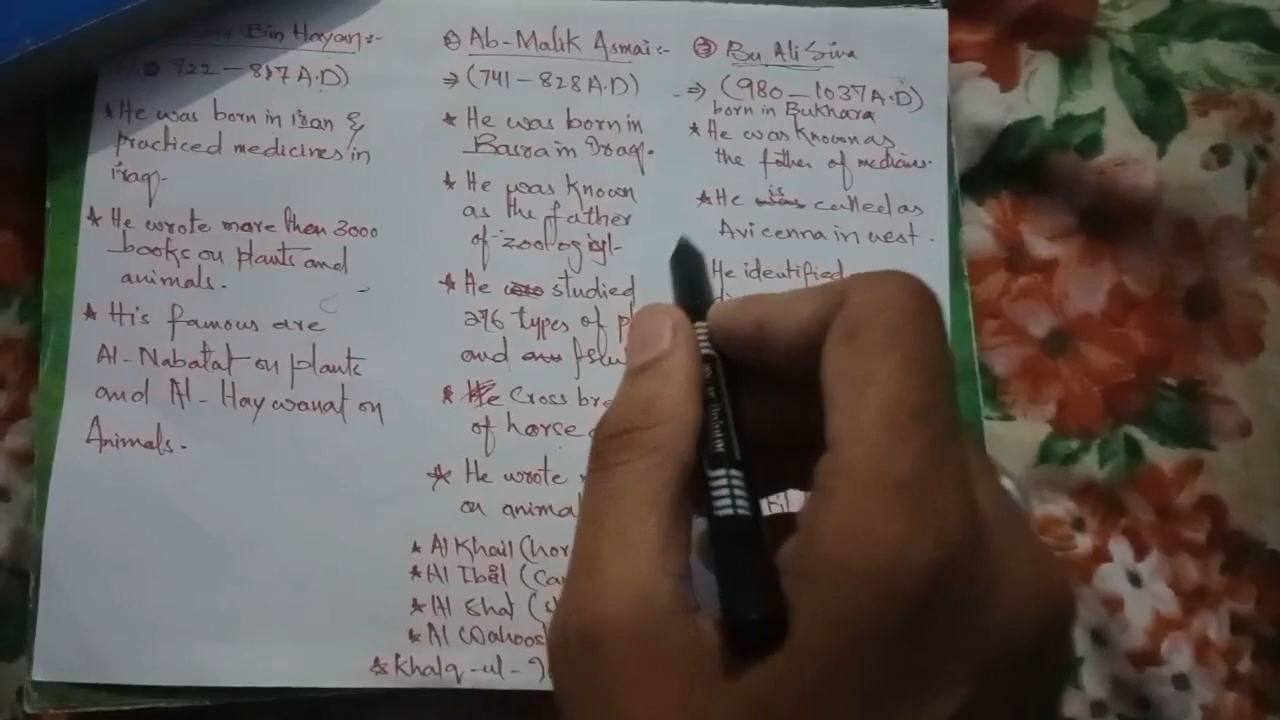 Bin Hayan:-
722 - 817 A.D)
* He was born in iran &
practiced medicines in
iraq-
* He wrote more then 3000
books on plants and
animals.
* His famous are
Al-Nabatat on plants
and Al-Haywanat on
Animals.
② Ab-Malik Asmai:-
⇒ (741 - 828 A.D)
* He was born in
Basra in Iraq.
* He was known
as the father
of zoology
* He studied
296 types of
and
* Cross
of horse
* He wrote
on
* Al Khail
* Al Ibel
* Al Shat
* Al
* Khalq-ul-
③ Bu Ali Sina
⇒ (980 - 1037 A.D)
born in Bukhara
* He was known as
the father of medicine.
* He is called as
Avicenna in west.
He identified